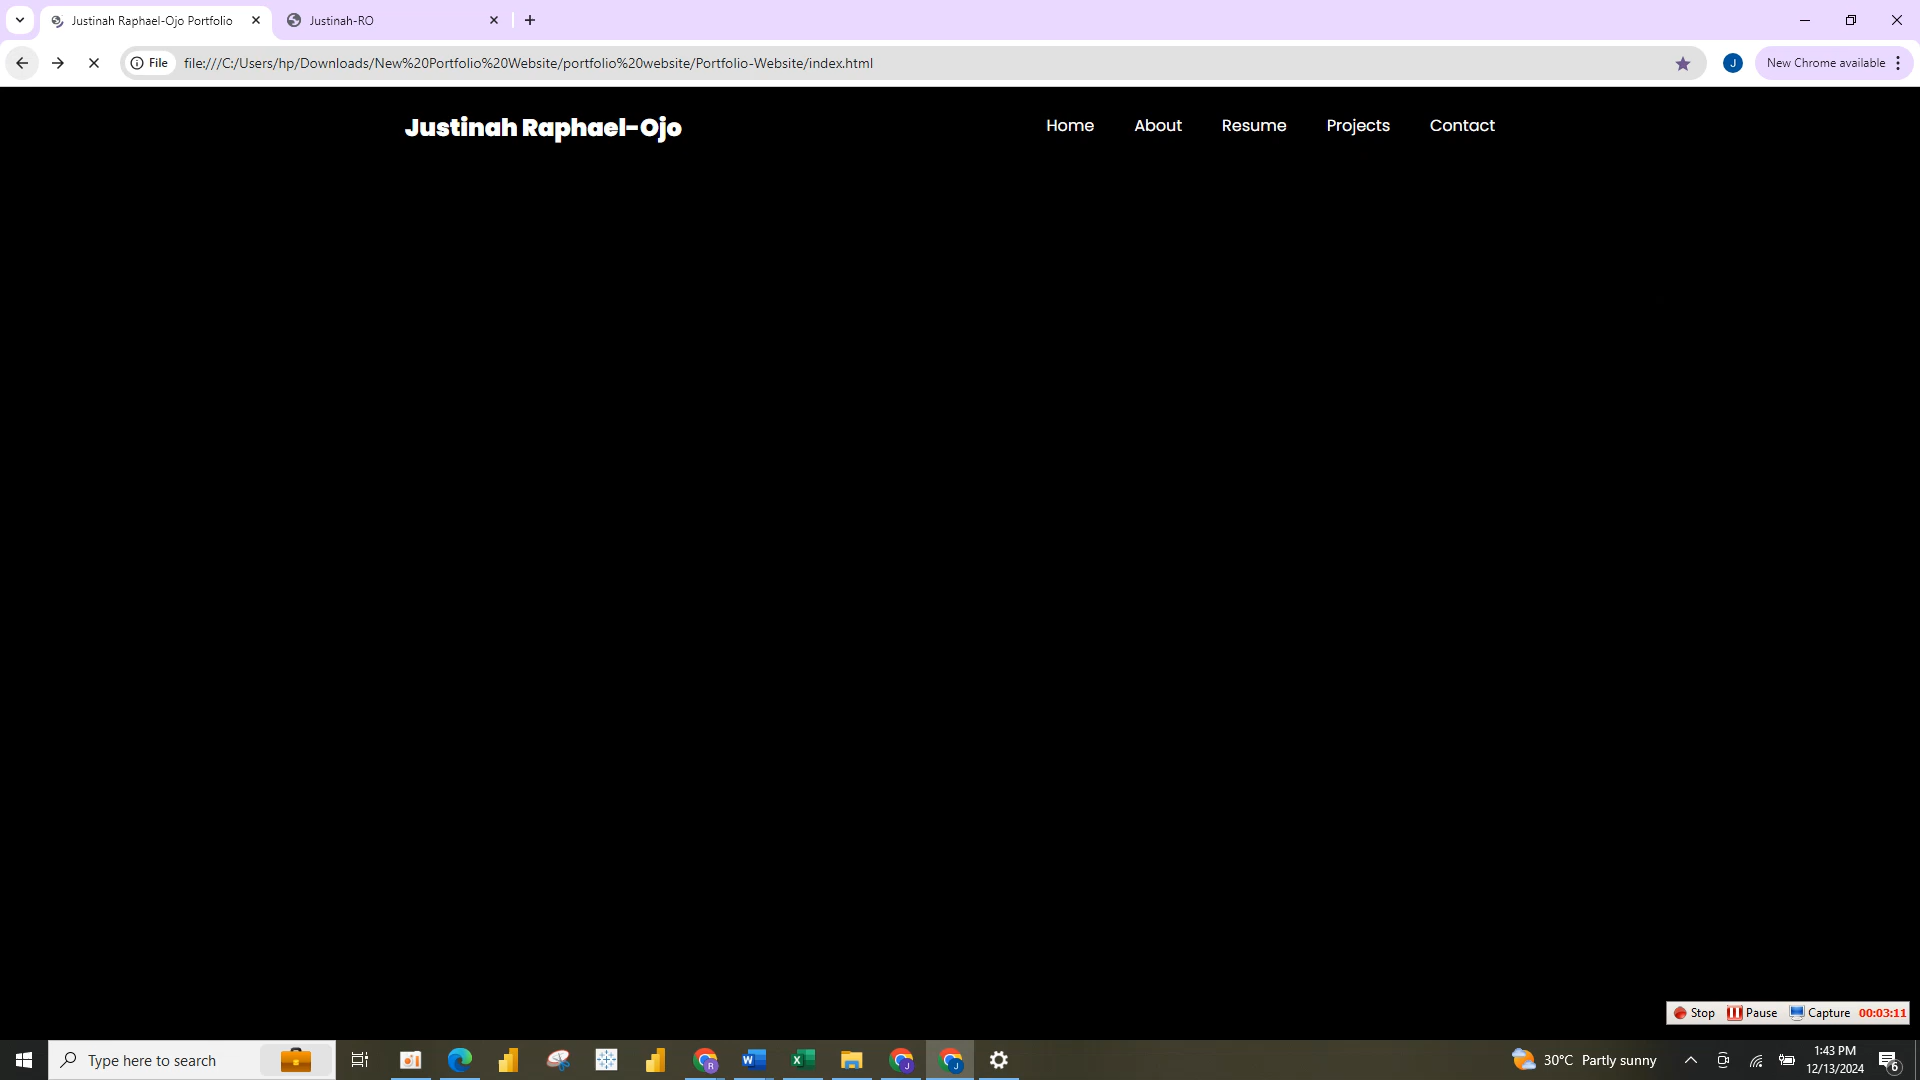 Justinah Raphael-Ojo Portfolio
Justinah-RO
File
file:///C:/Users/hp/Downloads/New%20Portfolio%20Website/portfolio%20website/Portfolio-Website/index.html
J
New Chrome available
Justinah Raphael-Ojo
Home
About
Resume
Projects
Contact
Stop
Pause
Capture
00:03:11
Type here to search
30°C Partly sunny
1:43 PM
12/13/2024
6